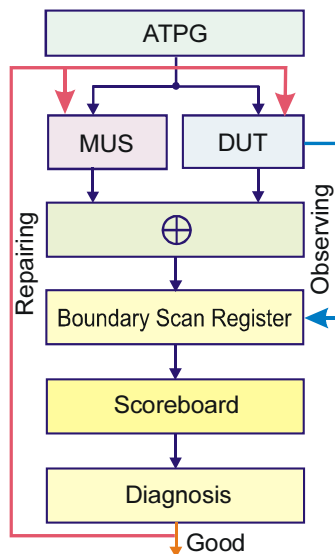 ATPG
MUS
DUT
Repairing
Observing
⊕
Boundary Scan Register
Scoreboard
Diagnosis
Good